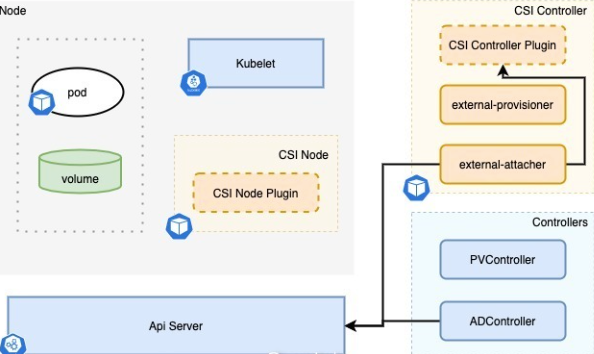 Node
CSI Controller
CSI Controller Plugin
Kubelet
pod
external-provisioner
CSI Node
external-attacher
volume
CSI Node Plugin
Controllers
PVController
Api Server
ADController